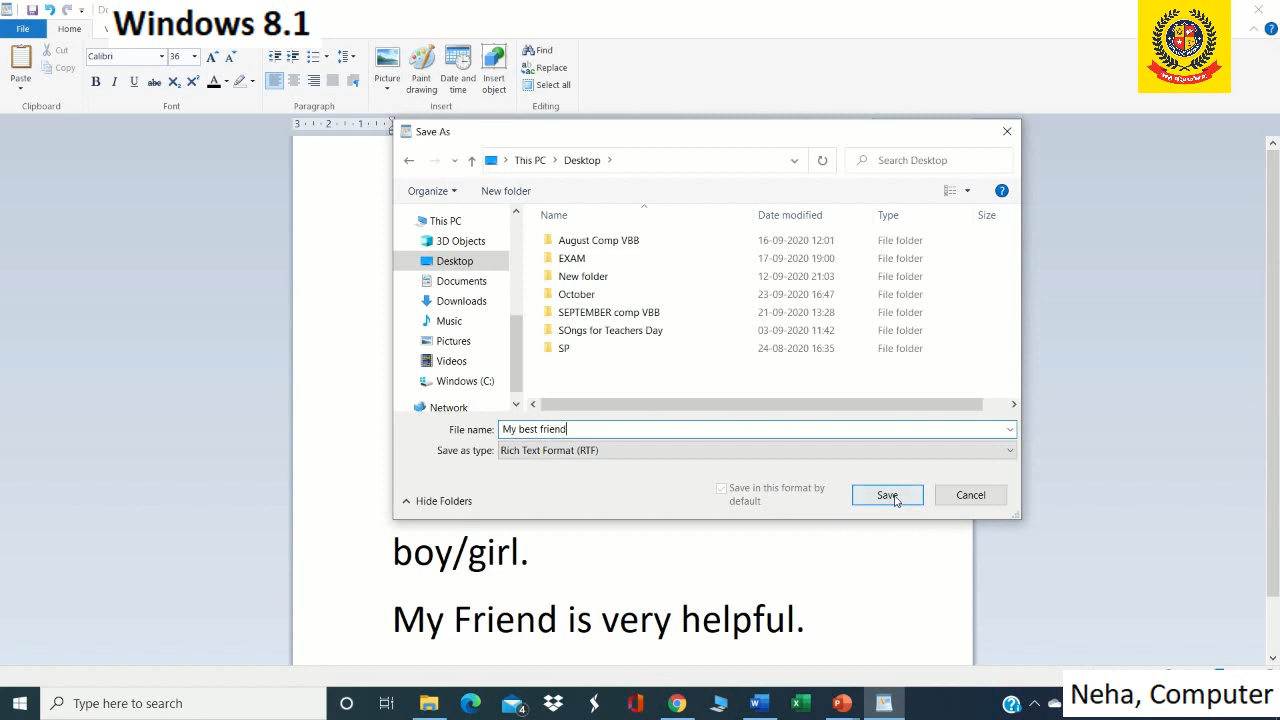 Windows 8.1
File Home
Paste Cut Copy
Calibri 36
B I U abc X₂ X² A
Picture Paint drawing Date and time Insert object
Find
Replace
Select all
Clipboard Font Paragraph Insert Editing
3 2 1
Save As
This PC Desktop Search Desktop
Organize New folder
Name Date modified Type Size
This PC
3D Objects
Desktop
Documents
Downloads
Music
Pictures
Videos
Windows (C:)
Network
August Comp VBB 16-09-2020 12:01 File folder
EXAM 17-09-2020 19:00 File folder
New folder 12-09-2020 21:03 File folder
October 23-09-2020 16:47 File folder
SEPTEMBER comp VBB 21-09-2020 13:28 File folder
SOngs for Teachers Day 03-09-2020 11:42 File folder
SP 24-08-2020 16:35 File folder
File name: My best friend
Save as type: Rich Text Format (RTF)
Save in this format by
default
Hide Folders Save Cancel
boy/girl.
My Friend is very helpful.
Type here to search
4
Neha, Computer